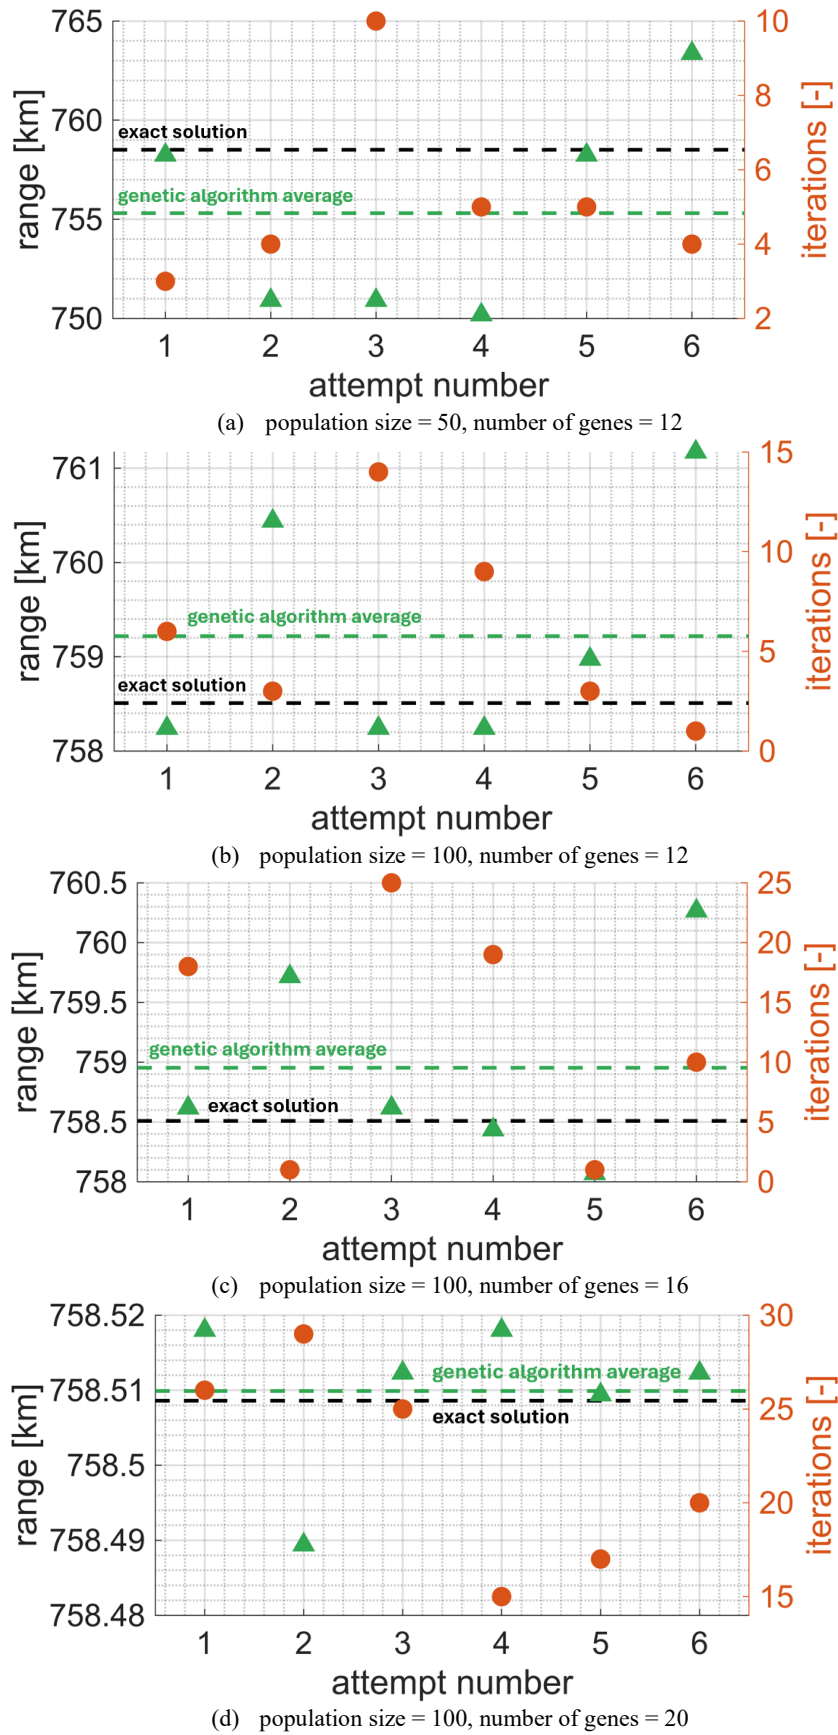 765
760
755
750
range [km]
exact solution
genetic algorithm average
10
8
6
4
2
iterations [-]
1 2 3 4 5 6
attempt number
(a) population size = 50, number of genes = 12
761
760
759
758
range [km]
genetic algorithm average
exact solution
15
10
5
0
iterations [-]
1 2 3 4 5 6
attempt number
(b) population size = 100, number of genes = 12
760.5
760
759.5
759
758.5
758
range [km]
genetic algorithm average
exact solution
25
20
15
10
5
0
iterations [-]
1 2 3 4 5 6
attempt number
(c) population size = 100, number of genes = 16
758.52
758.51
758.5
758.49
758.48
range [km]
genetic algorithm average
exact solution
30
25
20
15
iterations [-]
1 2 3 4 5 6
attempt number
(d) population size = 100, number of genes = 20